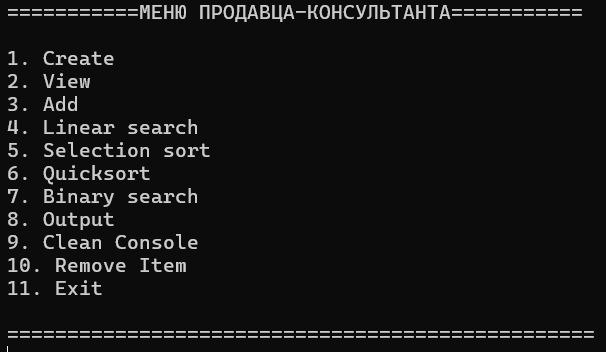 ===========МЕНЮ ПРОДАВЦА-КОНСУЛЬТАНТА===========
1. Create
2. View
3. Add
4. Linear search
5. Selection sort
6. Quicksort
7. Binary search
8. Output
9. Clean Console
10. Remove Item
11. Exit
=================================================